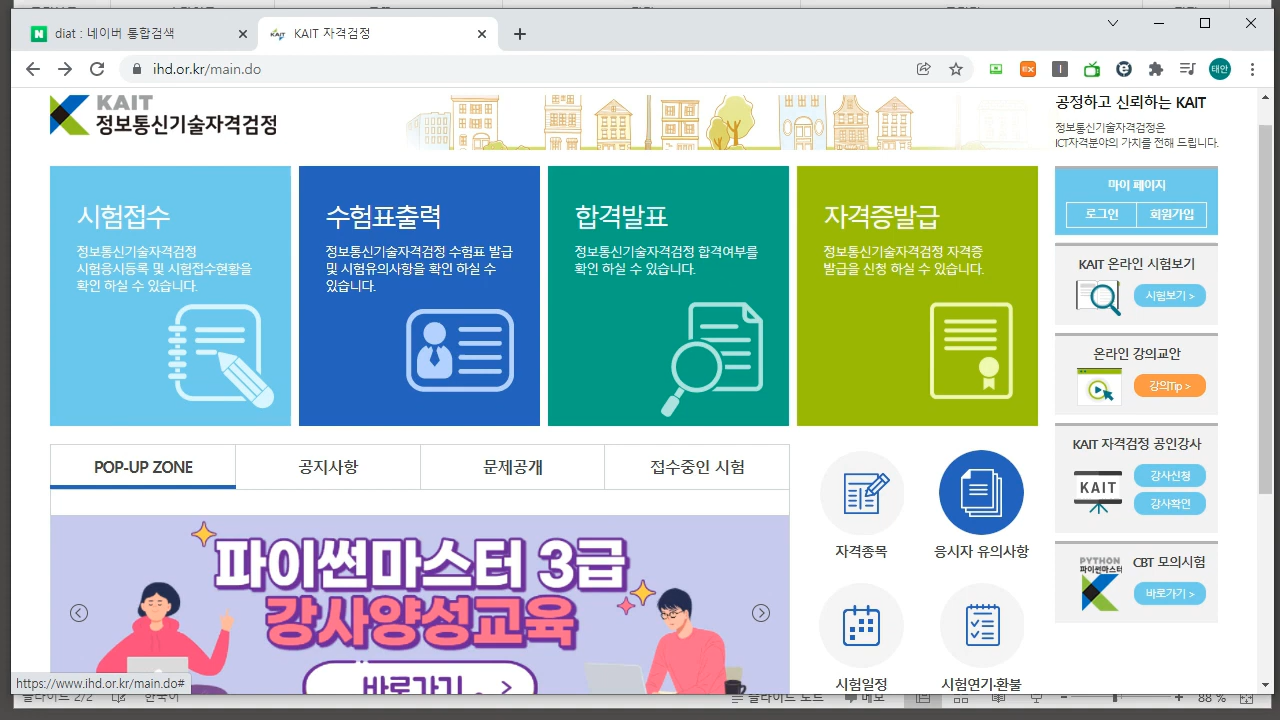 diat : 네이버 통합검색
KAIT 자격검정
ihd.or.kr/main.do
태안
KAIT
정보통신기술자격검정
공정하고 신뢰하는 KAIT
정보통신기술자격검정은
ICT자격분야의 가치를 전해 드립니다.
시험접수
정보통신기술자격검정
시험응시등록 및 시험접수현황을
확인 하실 수 있습니다.
수험표출력
정보통신기술자격검정 수험표 발급
및 시험유의사항을 확인 하실 수
있습니다.
합격발표
정보통신기술자격검정 합격여부를
확인 하실 수 있습니다.
자격증발급
정보통신기술자격검정 자격증
발급을 신청 하실 수 있습니다.
마이 페이지
로그인
회원가입
KAIT 온라인 시험보기
시험보기 >
온라인 강의교안
강의Tip >
KAIT 자격검정 공인강사
KAIT
강사신청
강사확인
PYTHON
파이썬마스터
CBT 모의시험
바로가기 >
POP-UP ZONE
공지사항
문제공개
접수중인 시험
파이썬마스터 3급
강사양성교육
바로가기
자격종목
응시자 유의사항
시험일정
시험연기·환불
https://www.ihd.or.kr/main.do#
슬라이드 2/2
한국어
슬라이드 노트
메모
88 %